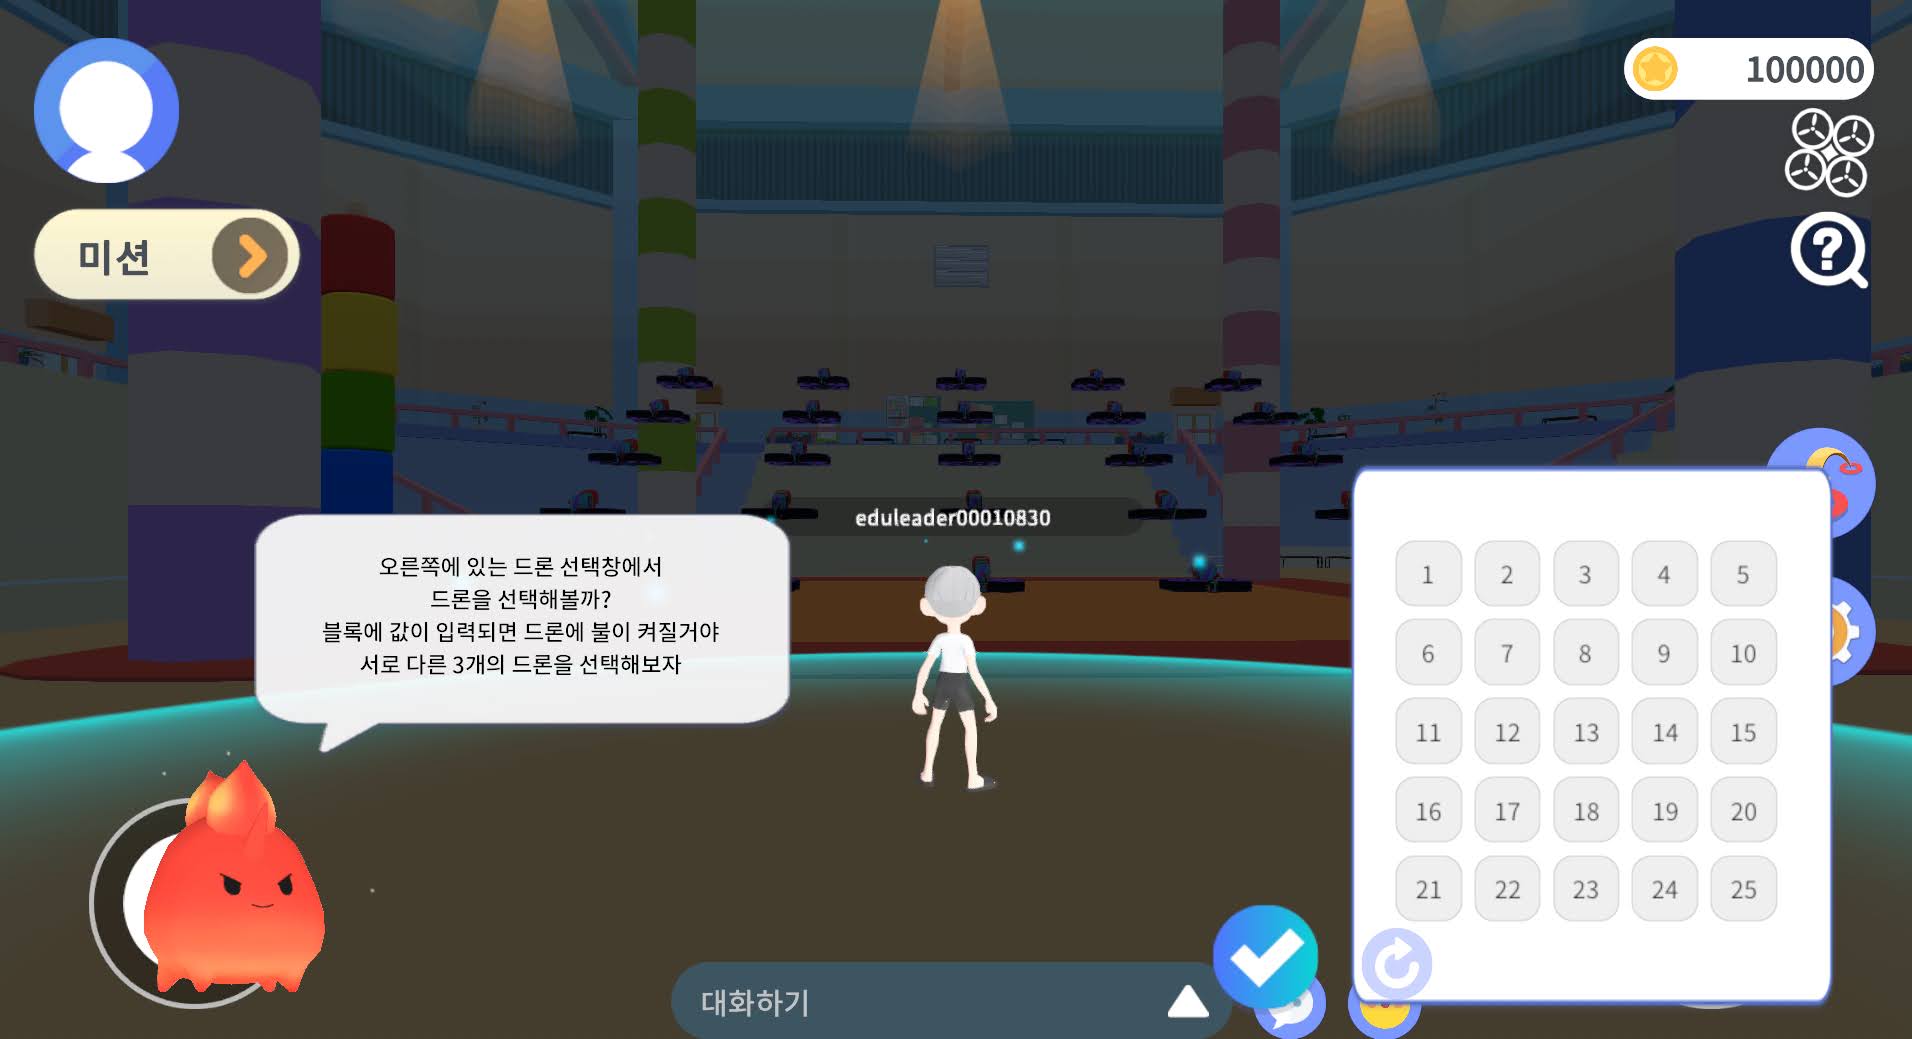 100000
미션
eduleader00010830
오른쪽에 있는 드론 선택창에서
드론을 선택해볼까?
블록에 값이 입력되면 드론에 불이 켜질거야
서로 다른 3개의 드론을 선택해보자
1 2 3 4 5
6 7 8 9 10
11 12 13 14 15
16 17 18 19 20
21 22 23 24 25
대화하기